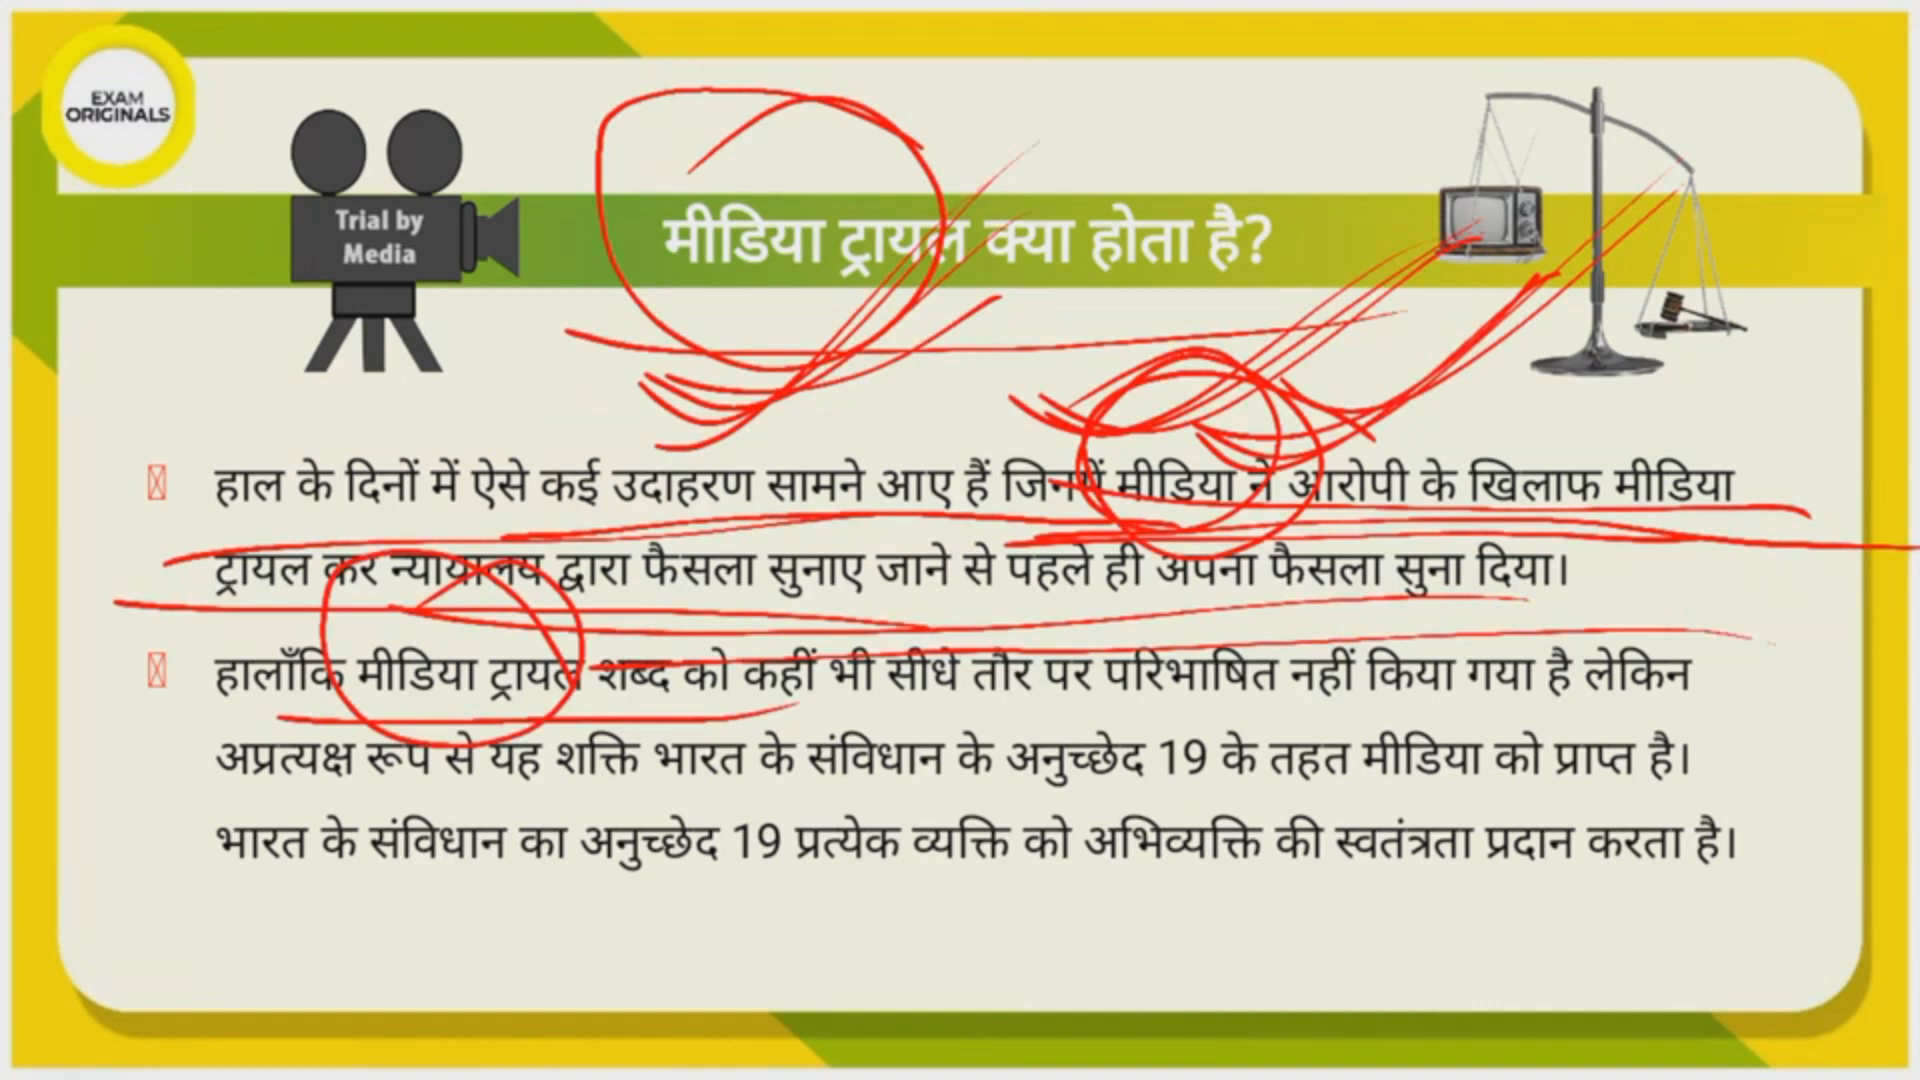 EXAM
ORIGINALS
Trial by
Media
मीडिया ट्रायल क्या होता है?
हाल के दिनों में ऐसे कई उदाहरण सामने आए हैं जिनमें मीडिया ने आरोपी के खिलाफ मीडिया
ट्रायल कर न्यायालय द्वारा फैसला सुनाए जाने से पहले ही अपना फैसला सुना दिया।
हालाँकि मीडिया ट्रायल शब्द को कहीं भी सीधे तौर पर परिभाषित नहीं किया गया है लेकिन
अप्रत्यक्ष रूप से यह शक्ति भारत के संविधान के अनुच्छेद 19 के तहत मीडिया को प्राप्त है।
भारत के संविधान का अनुच्छेद 19 प्रत्येक व्यक्ति को अभिव्यक्ति की स्वतंत्रता प्रदान करता है।